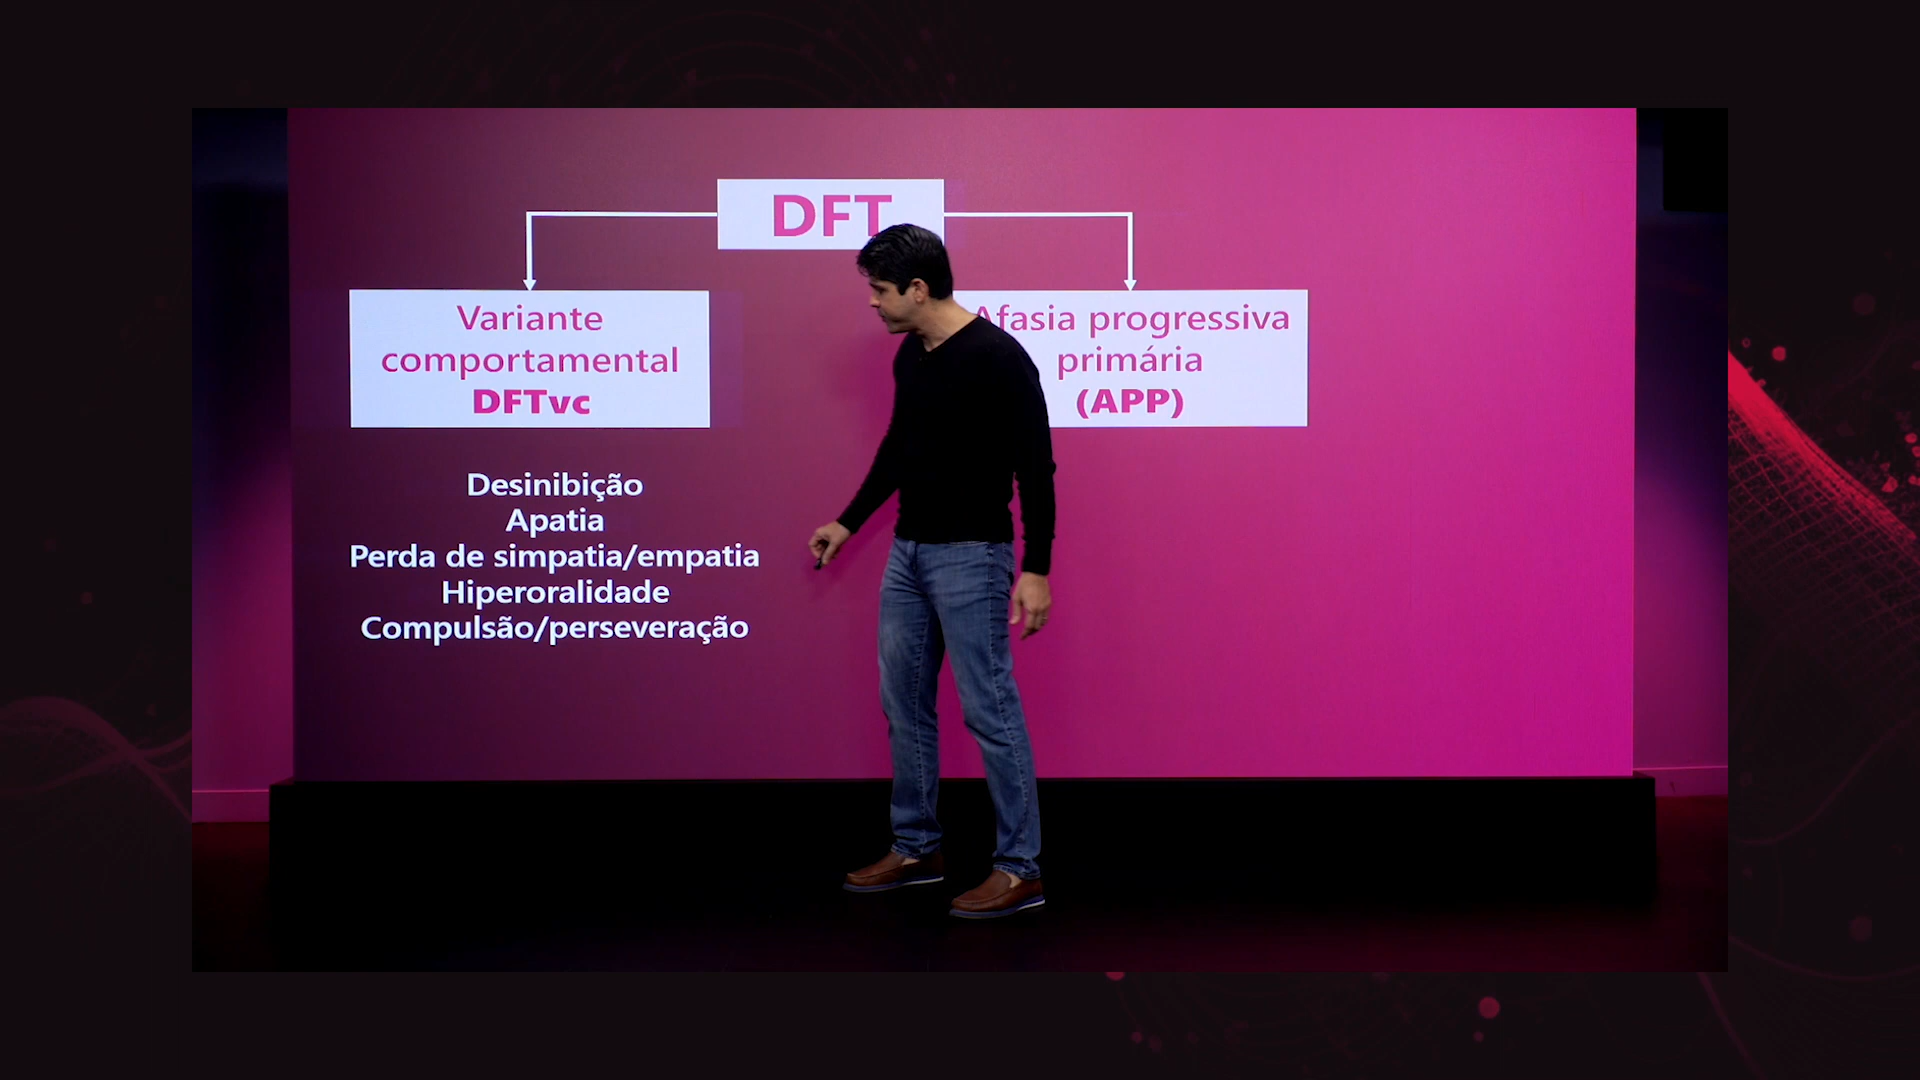 DFT
Variante
comportamental
DFTvc
Afasia progressiva
primária
(APP)
Desinibição
Apatia
Perda de simpatia/empatia
Hiperoralidade
Compulsão/perseveração